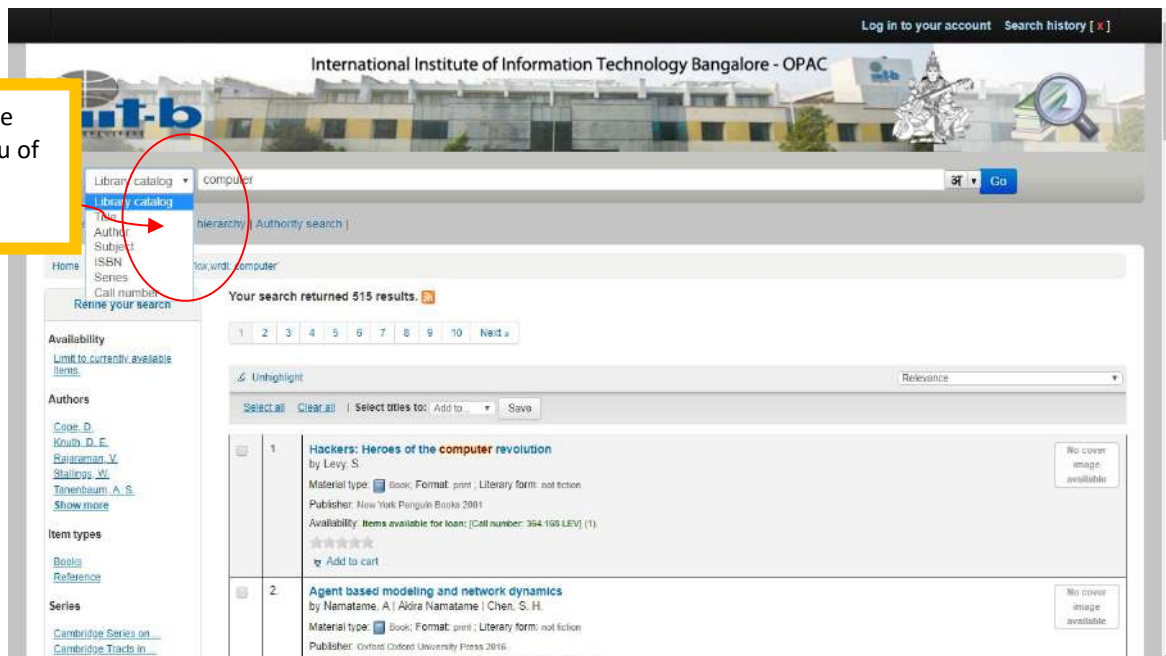 Log in to your account Search history [ x ]
International Institute of Information Technology Bangalore - OPAC
iit-b
e
u of
Library catalog computer अ Go
Library catalog
Title
Author
Subject
ISBN
Series
Call number
hierarchy | Authority search |
Home 'kw,wrdl: computer'
Refine your search
Availability
Limit to currently available
items.
Authors
Cope, D.
Knuth, D. E.
Rajaraman, V.
Stallings, W.
Tanenbaum, A. S.
Show more
Item types
Books
Reference
Series
Cambridge Series on ...
Cambridge Tracts in ...
Your search returned 515 results.
1 2 3 4 5 6 7 8 9 10 Next »
Unhighlight Relevance
Select all Clear all | Select titles to: Add to... Save
1. Hackers: Heroes of the computer revolution
by Levy, S.
Material type: Book; Format: print ; Literary form: not fiction
Publisher: New York Penguin Books 2001
Availability: Items available for loan: [Call number: 364.168 LEV] (1).
Add to cart
No cover
image
available
2. Agent based modeling and network dynamics
by Namatame, A | Akira Namatame | Chen, S. H.
Material type: Book; Format: print ; Literary form: not fiction
Publisher: Oxford Oxford University Press 2016
No cover
image
available